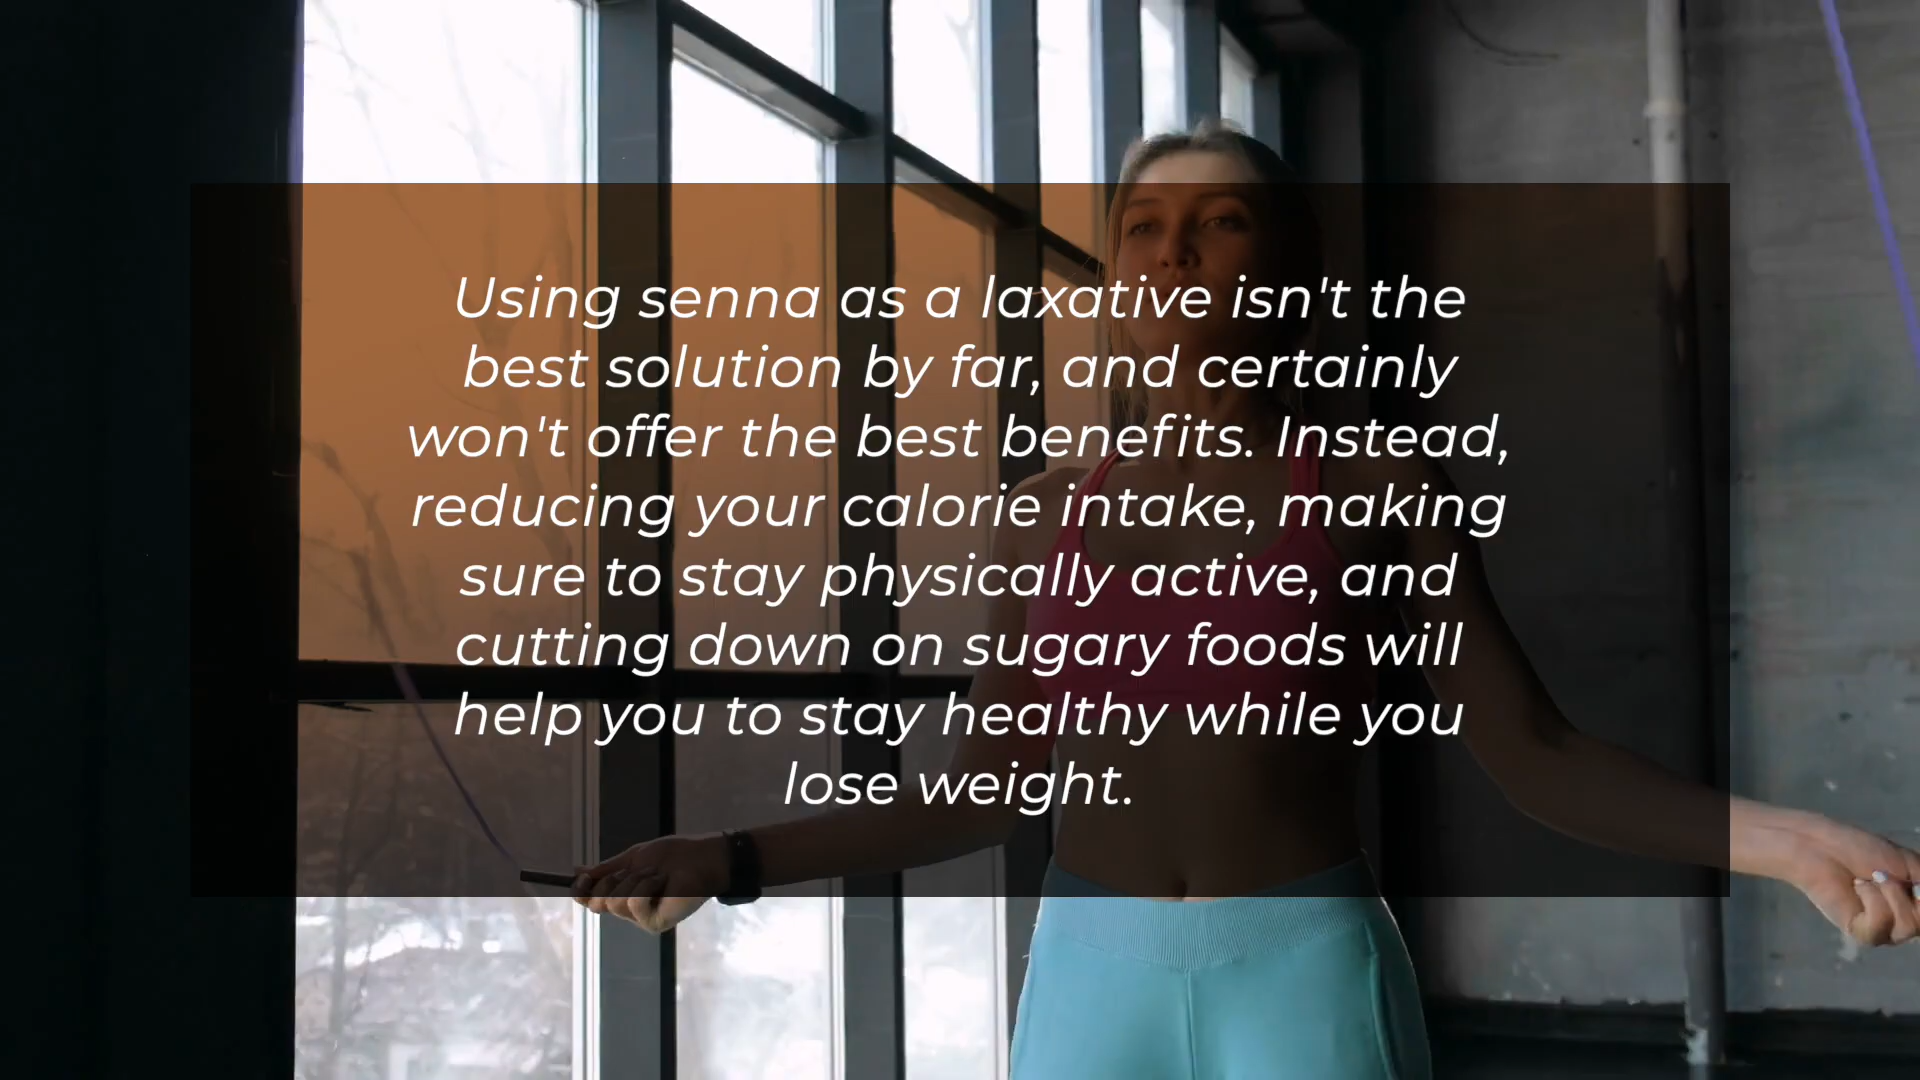 Using senna as a laxative isn't the
best solution by far, and certainly
won't offer the best benefits. Instead,
reducing your calorie intake, making
sure to stay physically active, and
cutting down on sugary foods will
help you to stay healthy while you
lose weight.